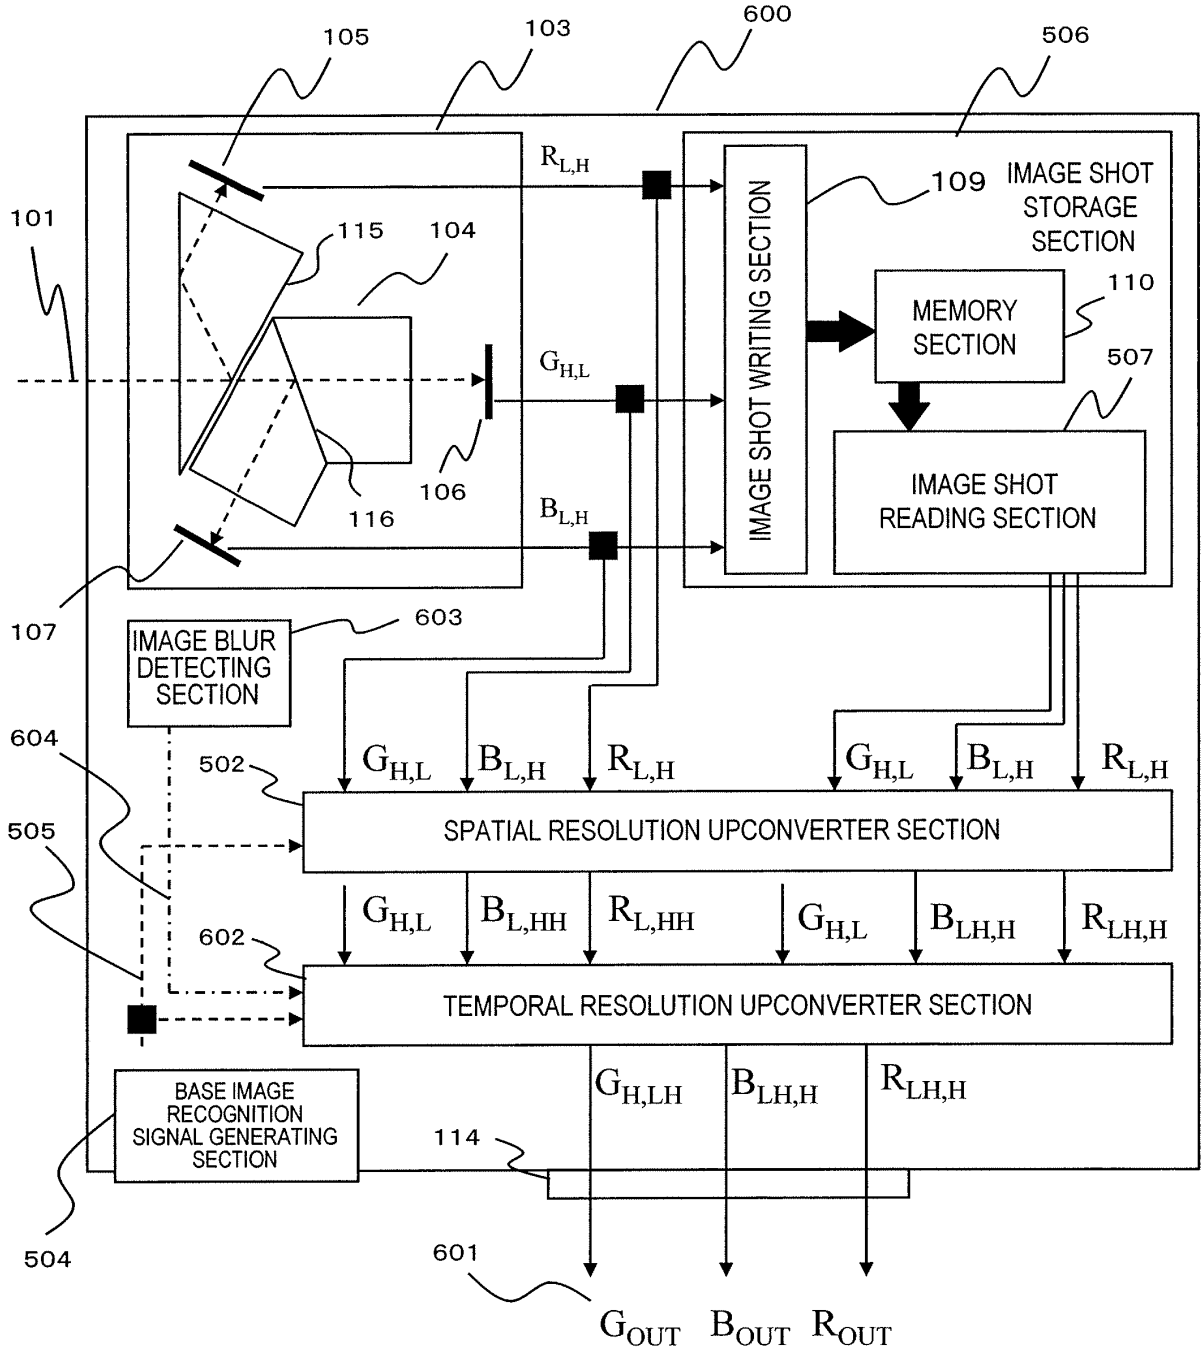 600
105
103
506
R_L,H
109
IMAGE SHOT
STORAGE
SECTION
101
115
104
IMAGE SHOT WRITING SECTION
110
MEMORY
SECTION
507
G_H,L
106
116
IMAGE SHOT
READING SECTION
B_L,H
107
603
IMAGE BLUR
DETECTING
SECTION
604
502
G_H,L
B_L,H
R_L,H
G_H,L
B_L,H
R_L,H
505
SPATIAL RESOLUTION UPCONVERTER SECTION
G_H,L
B_L,HH
R_L,HH
G_H,L
B_LH,H
R_LH,H
602
TEMPORAL RESOLUTION UPCONVERTER SECTION
G_H,LH
B_LH,H
R_LH,H
BASE IMAGE
RECOGNITION
SIGNAL GENERATING
SECTION
114
504
601
G_OUT
B_OUT
R_OUT